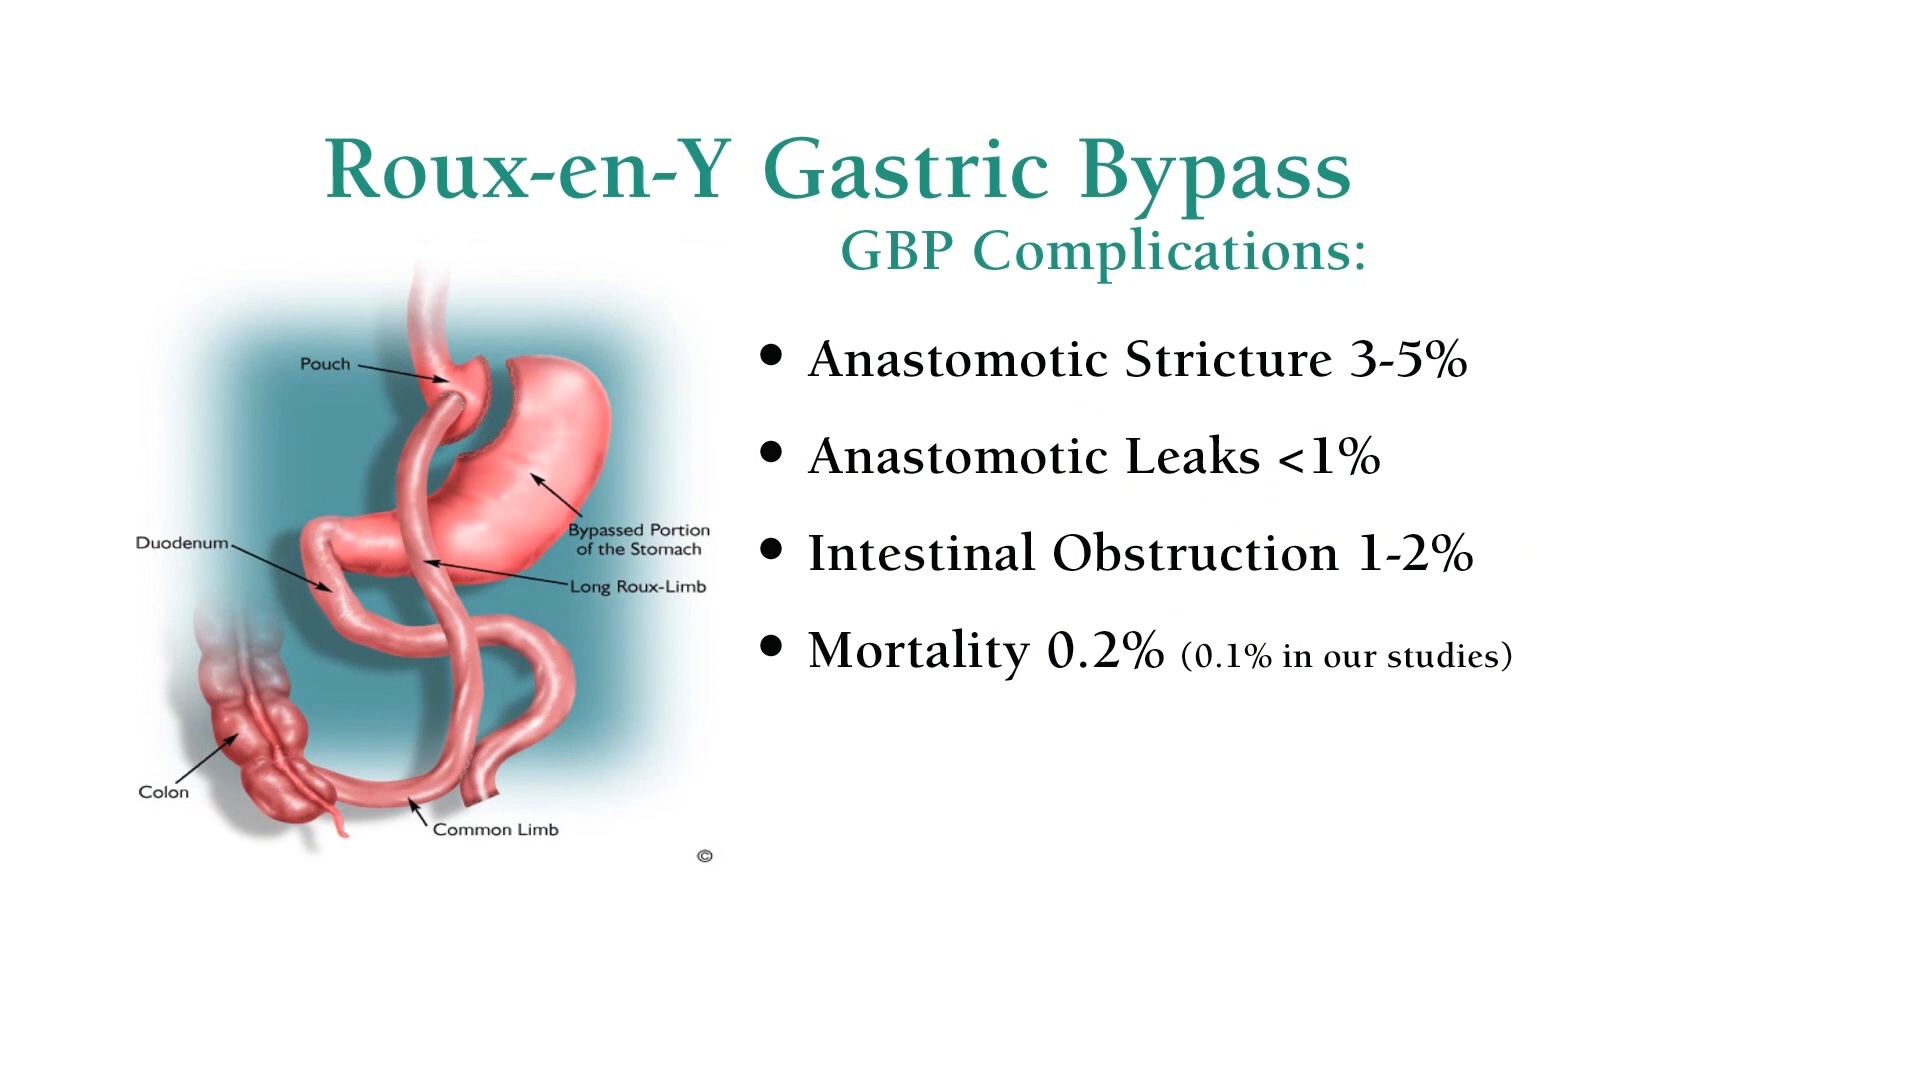 Roux-en-Y Gastric Bypass
GBP Complications:
Pouch
Bypassed Portion
of the Stomach
Duodenum
Long Roux-Limb
Colon
Common Limb
©
• Anastomotic Stricture 3-5%
• Anastomotic Leaks <1%
• Intestinal Obstruction 1-2%
• Mortality 0.2% (0.1% in our studies)